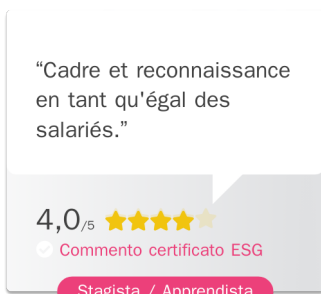 “Cadre et reconnaissance
en tant qu'égal des
salariés.”
4,0/5
Commento certificato ESG
Stagista / Apprendista